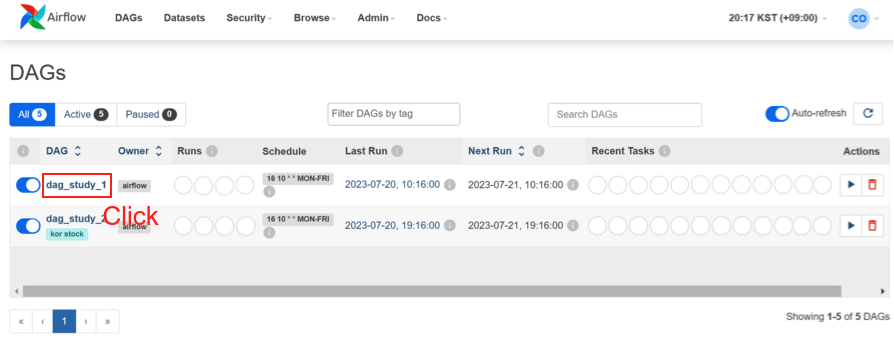 Airflow DAGs Datasets Security Browse Admin Docs 20:17 KST (+09:00) CO
DAGs
All 5 Active 5 Paused 0 Filter DAGs by tag Search DAGs Auto-refresh
DAG Owner Runs Schedule Last Run Next Run Recent Tasks Actions
dag_study_1 airflow 16 10 * * MON-FRI 2023-07-20, 10:16:00 2023-07-21, 10:16:00
dag_study_2 airflow 16 10 * * MON-FRI 2023-07-20, 19:16:00 2023-07-21, 19:16:00
Click
kor stock
« ‹ 1 › » Showing 1-5 of 5 DAGs